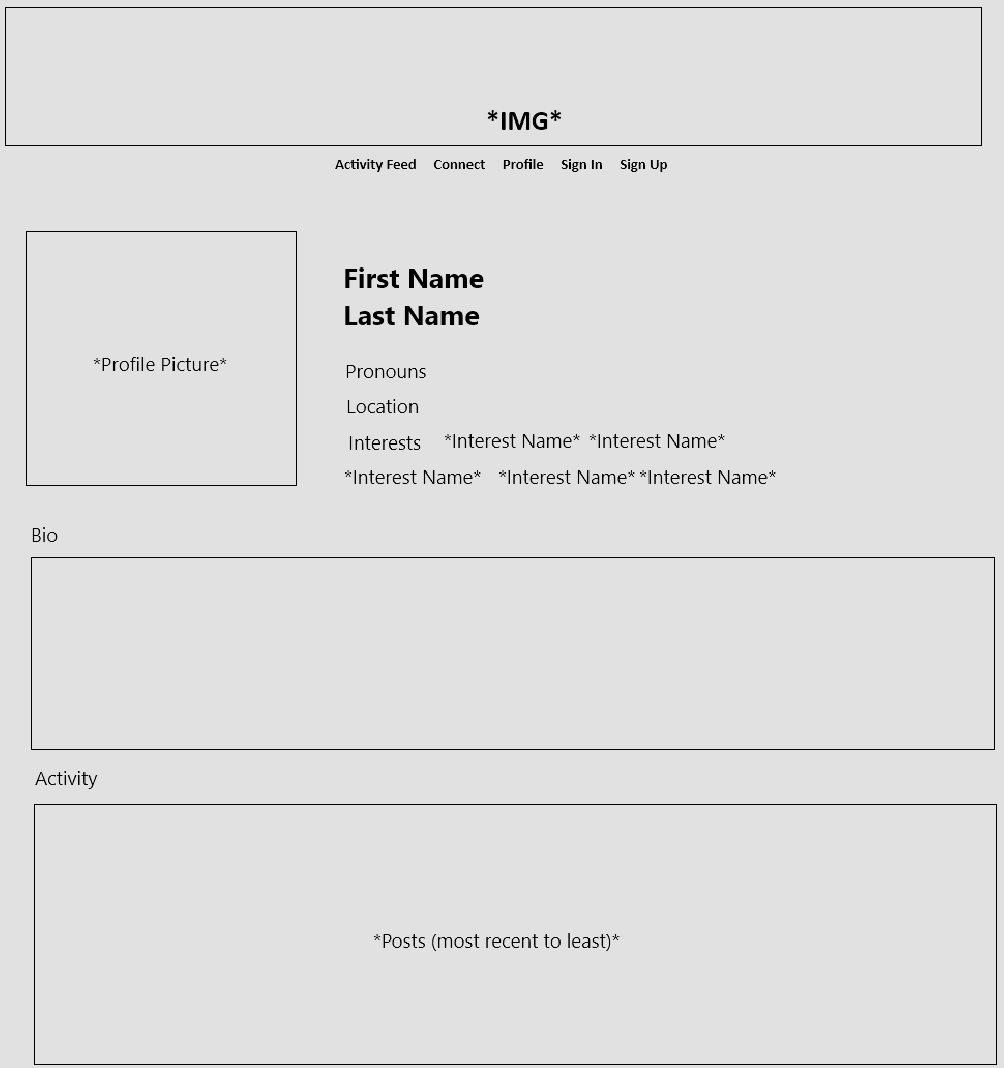 *IMG*
Activity Feed Connect Profile Sign In Sign Up
*Profile Picture*
First Name
Last Name
Pronouns
Location
Interests *Interest Name* *Interest Name*
*Interest Name* *Interest Name* *Interest Name*
Bio
Activity
*Posts (most recent to least)*